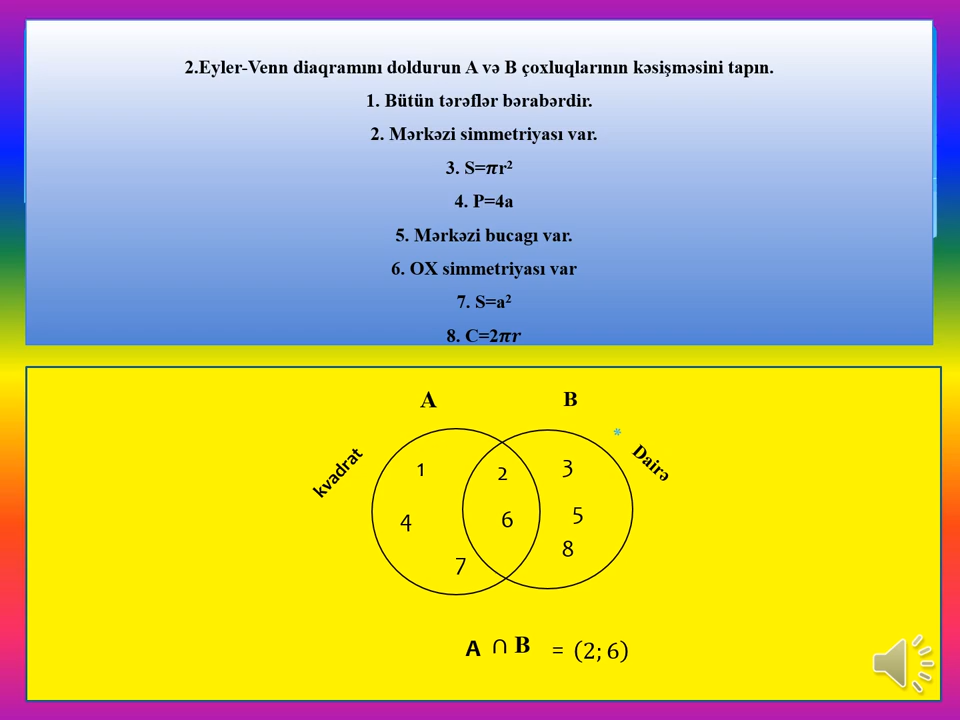 2.Eyler-Venn diaqramını doldurun A və B çoxluqlarının kəsişməsini tapın.
1. Bütün tərəflər bərabərdir.
2. Mərkəzi simmetriyası var.
3. S=πr²
4. P=4a
5. Mərkəzi bucagı var.
6. OX simmetriyası var
7. S=a²
8. C=2πr
A B
*
kvadrat
Dairə
1 2 3
4 6 5
7 8
A ∩ B = (2; 6)